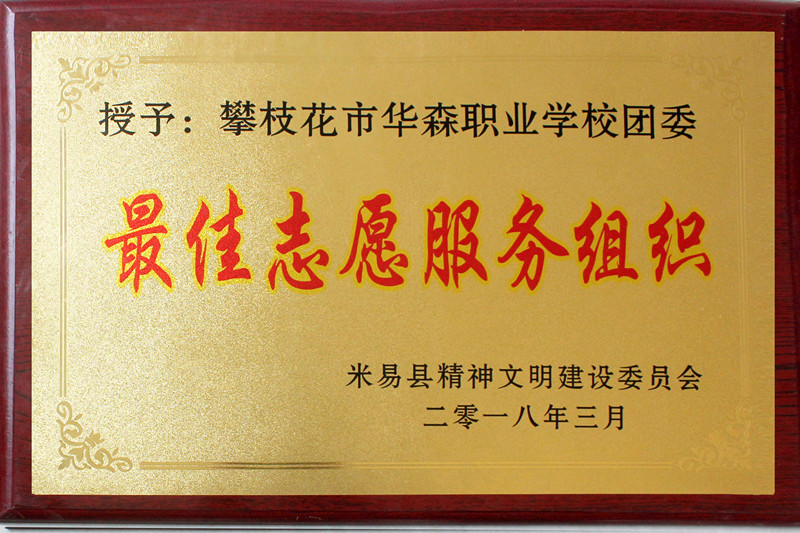 授予：攀枝花市华森职业学校团委
最佳志愿服务组织
米易县精神文明建设委员会
二零一八年三月